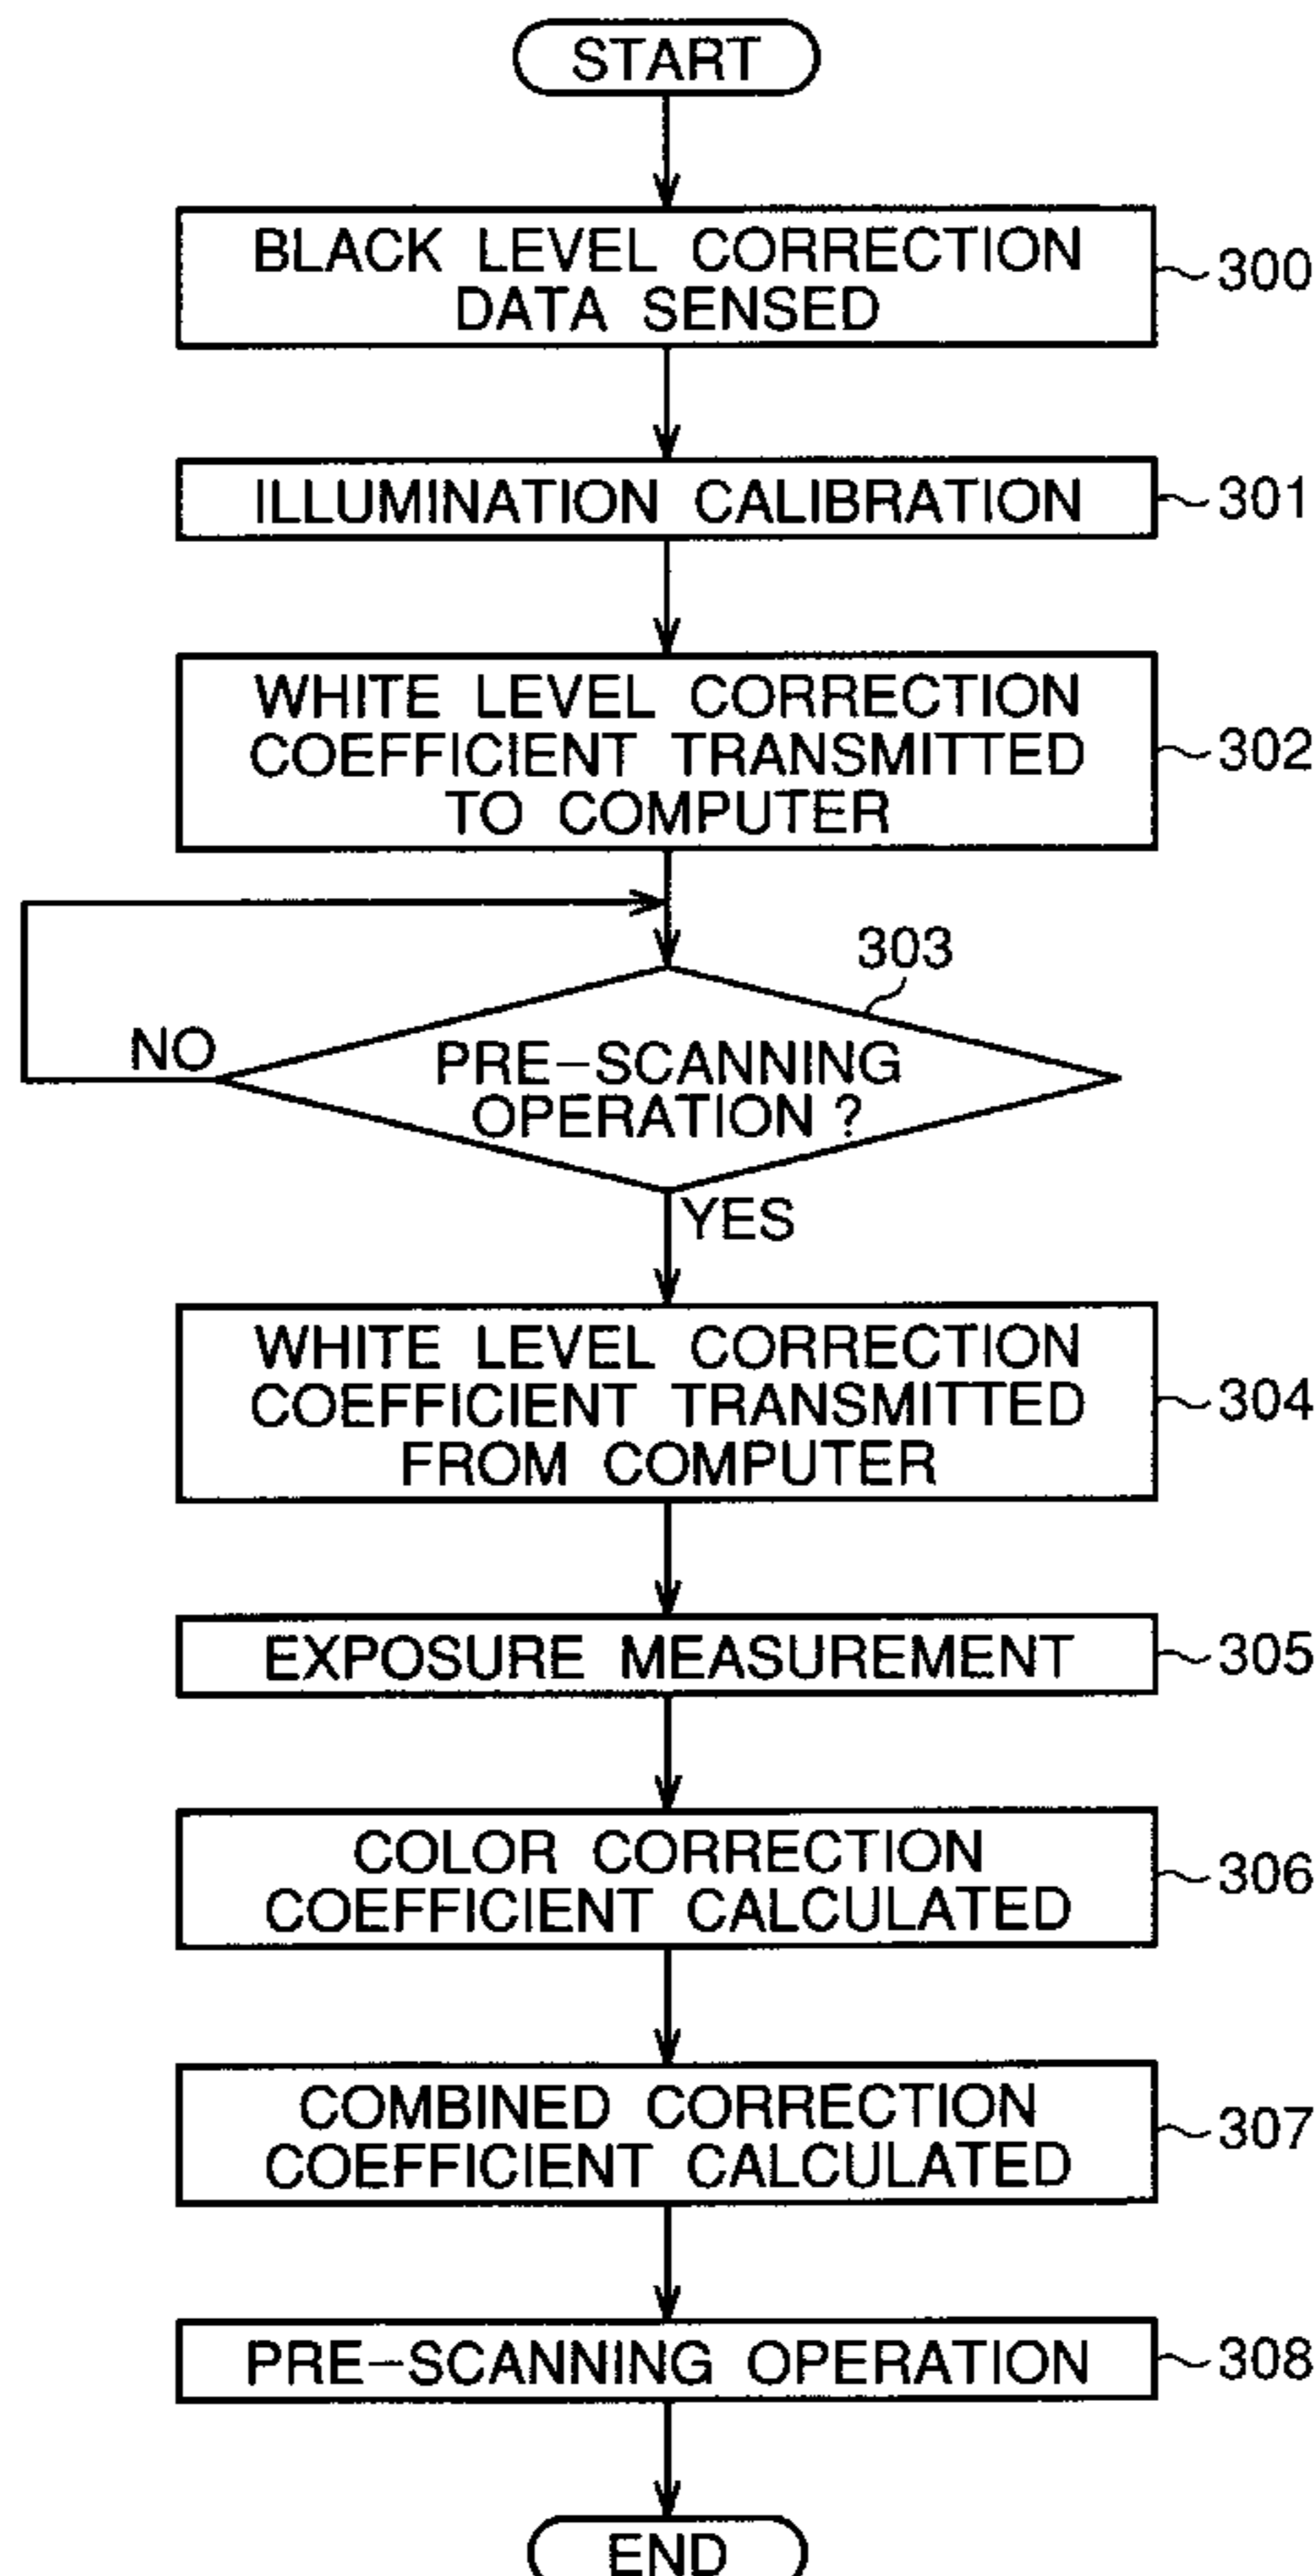 START
BLACK LEVEL CORRECTION
DATA SENSED
300
ILLUMINATION CALIBRATION
301
WHITE LEVEL CORRECTION
COEFFICIENT TRANSMITTED
TO COMPUTER
302
303
NO
PRE-SCANNING
OPERATION ?
YES
WHITE LEVEL CORRECTION
COEFFICIENT TRANSMITTED
FROM COMPUTER
304
EXPOSURE MEASUREMENT
305
COLOR CORRECTION
COEFFICIENT CALCULATED
306
COMBINED CORRECTION
COEFFICIENT CALCULATED
307
PRE-SCANNING OPERATION
308
END